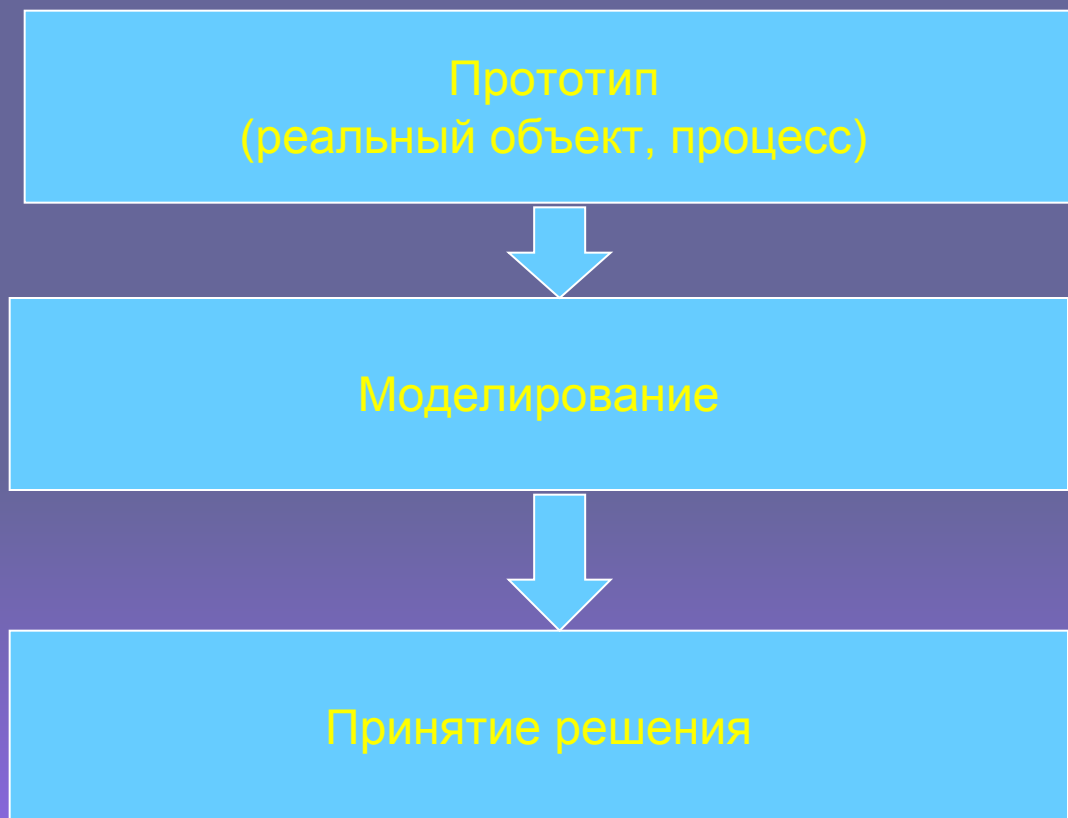 Прототип
(реальный объект, процесс)
Моделирование
Принятие решения